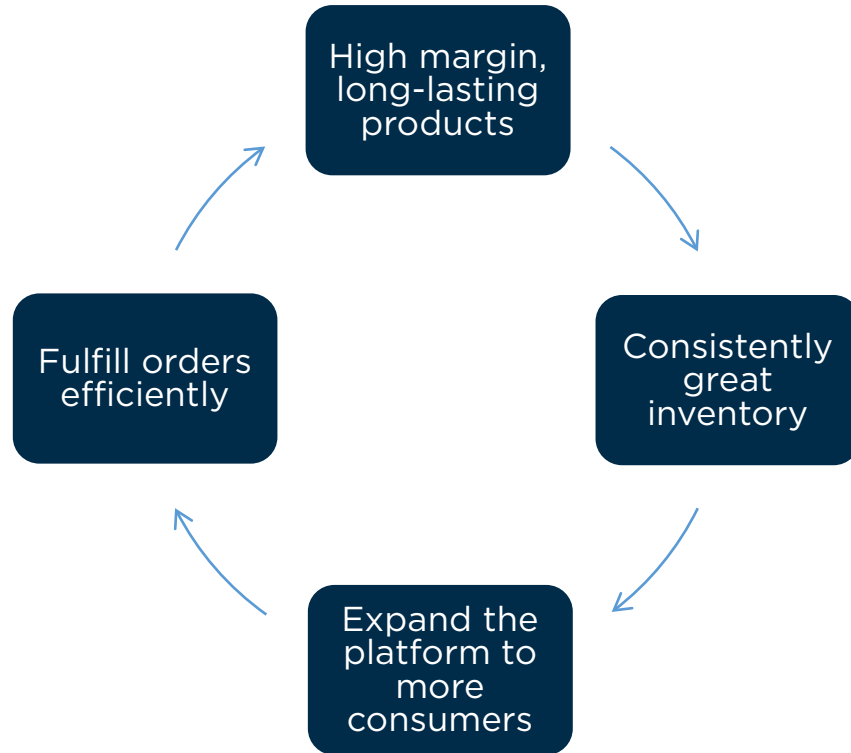 High margin,
long-lasting
products
Consistently
great
inventory
Expand the
platform to
more
consumers
Fulfill orders
efficiently